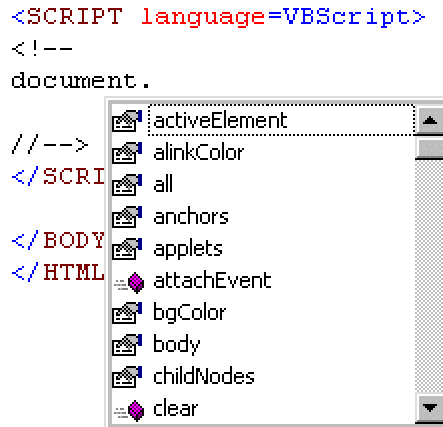 <SCRIPT language=VBScript>
<!--
document.
activeElement
alinkColor
//-->
all
</SCRI
anchors
applets
</BODY
attachEvent
</HTML
bgColor
body
childNodes
clear